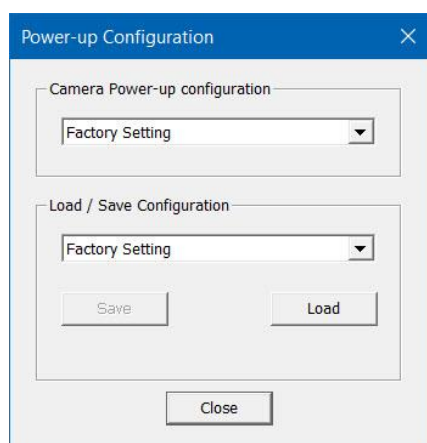 Power-up Configuration
Camera Power-up configuration
Factory Setting
Load / Save Configuration
Factory Setting
Save Load
Close